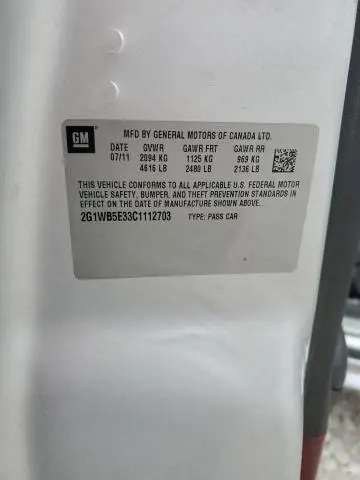 GM
MFD BY GENERAL MOTORS OF CANADA LTD.
DATE GVWR GAWR FRT GAWR RR
07/11 2094 KG 1125 KG 969 KG
4616 LB 2480 LB 2136 LB
THIS VEHICLE CONFORMS TO ALL APPLICABLE U.S. FEDERAL MOTOR
VEHICLE SAFETY, BUMPER, AND THEFT PREVENTION STANDARDS IN
EFFECT ON THE DATE OF MANUFACTURE SHOWN ABOVE.
2G1WB5E33C1112703 TYPE: PASS CAR